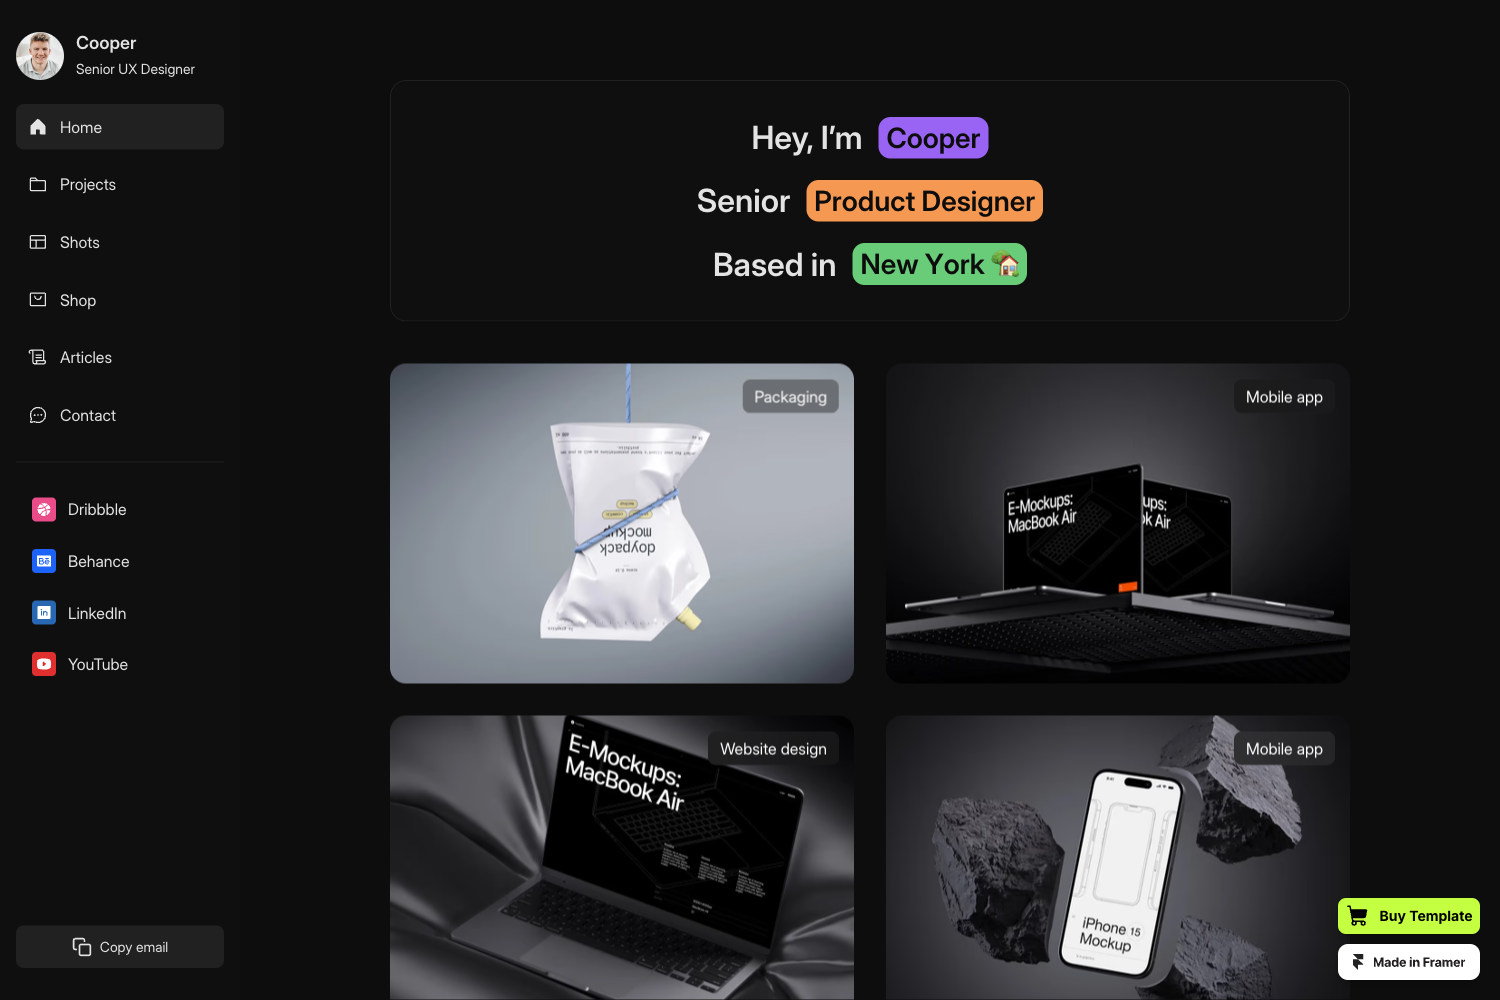 Cooper
Senior UX Designer
Home
Projects
Shots
Shop
Articles
Contact
Dribbble
Behance
LinkedIn
YouTube
Copy email
Hey, I’m Cooper
Senior Product Designer
Based in New York
Packaging
doypack
mockup
Mobile app
E-Mockups:
MacBook Air
ups:
k Air
Website design
E-Mockups:
MacBook Air
Mobile app
iPhone 15
Mockup
Buy Template
Made in Framer